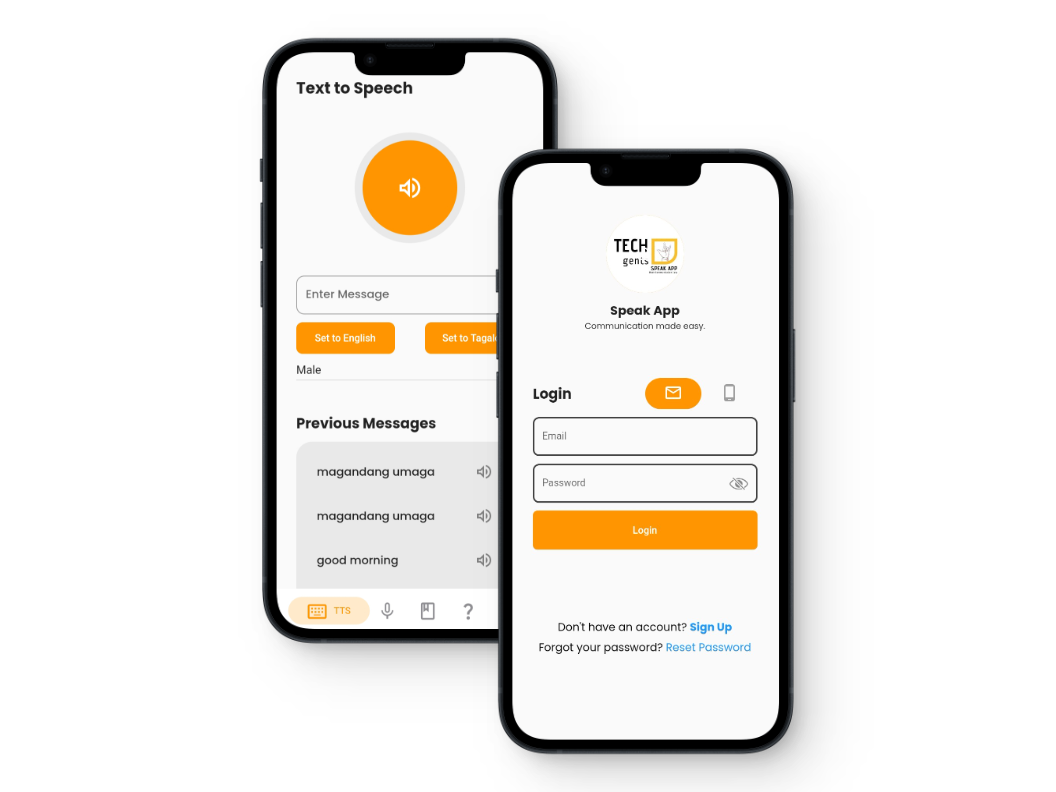 Text to Speech
Enter Message
Set to English
Set to Tagal
Male
Previous Messages
magandang umaga
magandang umaga
good morning
TTS
?
TECH
genis
SPEAK APP
Speak App
Communication made easy.
Login
Email
Password
Login
Don't have an account? Sign Up
Forgot your password? Reset Password